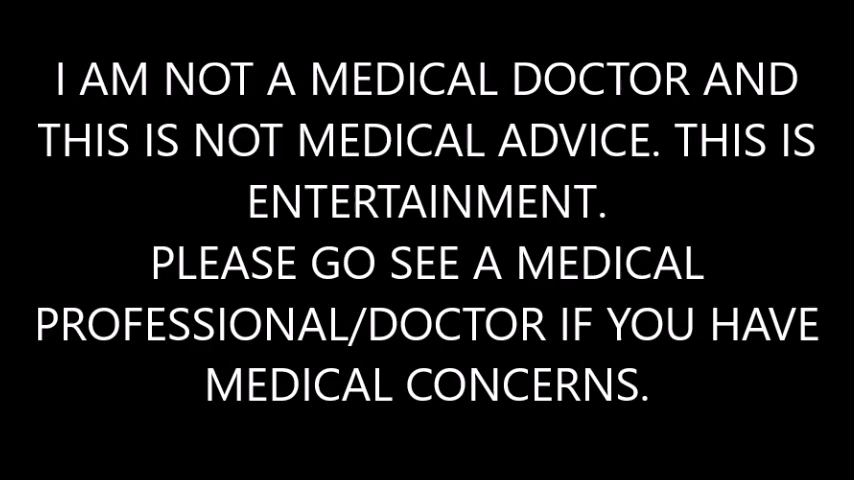 I AM NOT A MEDICAL DOCTOR AND
THIS IS NOT MEDICAL ADVICE. THIS IS
ENTERTAINMENT.
PLEASE GO SEE A MEDICAL
PROFESSIONAL/DOCTOR IF YOU HAVE
MEDICAL CONCERNS.